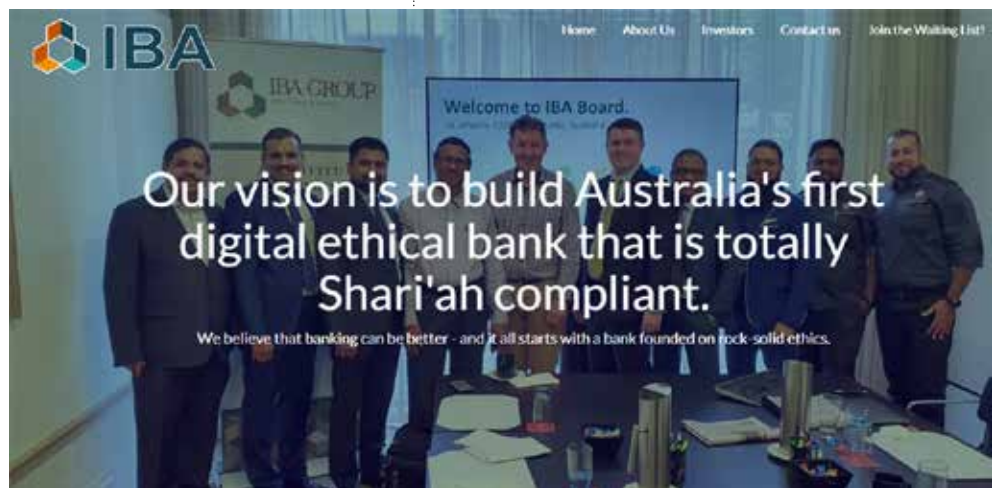 IBA
Home About Us Investors Contact us Join the Waiting List!
IBA GROUP
Welcome to IBA Board.
Our vision is to build Australia's first
digital ethical bank that is totally
Shari'ah compliant.
We believe that banking can be better - and it all starts with a bank founded on rock-solid ethics.